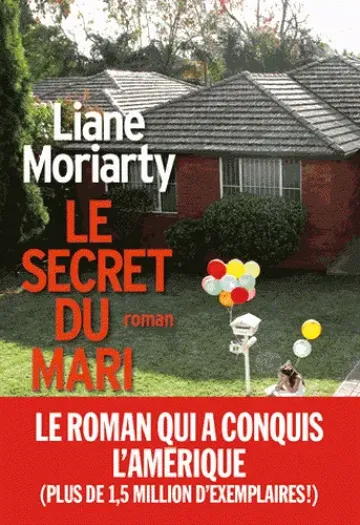 Liane
Moriarty
LE
SECRET
DU
roman
MARI
LE ROMAN QUI A CONQUIS
L'AMÉRIQUE
(PLUS DE 1,5 MILLION D'EXEMPLAIRES !)